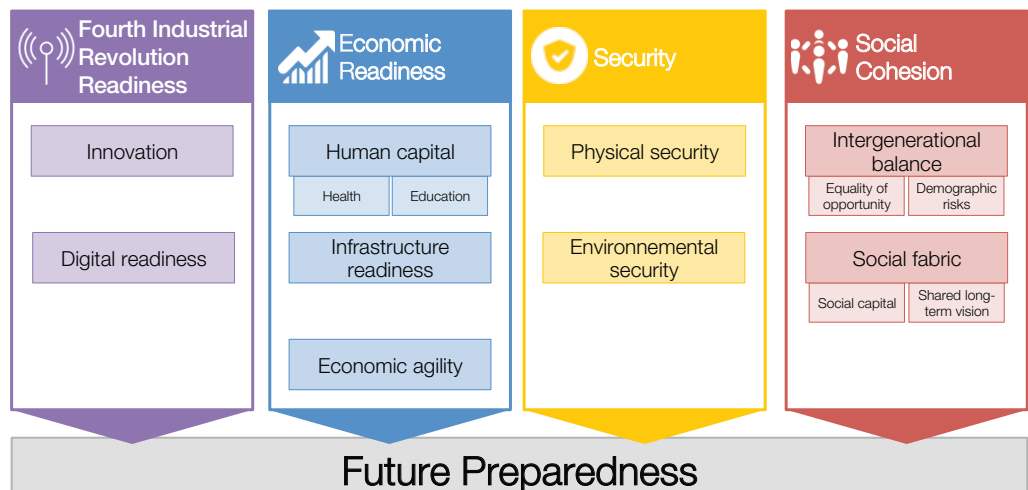 Fourth Industrial
Revolution
Readiness
Innovation
Digital readiness
Economic
Readiness
Human capital
Health
Education
Infrastructure
readiness
Economic agility
Security
Physical security
Environnemental
security
Social
Cohesion
Intergenerational
balance
Equality of
opportunity
Demographic
risks
Social fabric
Social capital
Shared long-
term vision
Future Preparedness